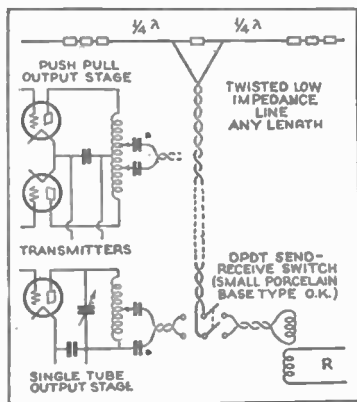 ¼ λ
¼ λ
PUSH PULL
OUTPUT STAGE
TWISTED LOW
IMPEDANCE
LINE
ANY LENGTH
TRANSMITTERS
DPDT SEND-
RECEIVE SWITCH
(SMALL PORCELAIN
BASE TYPE O.K.)
R
SINGLE TUBE
OUTPUT STAGE